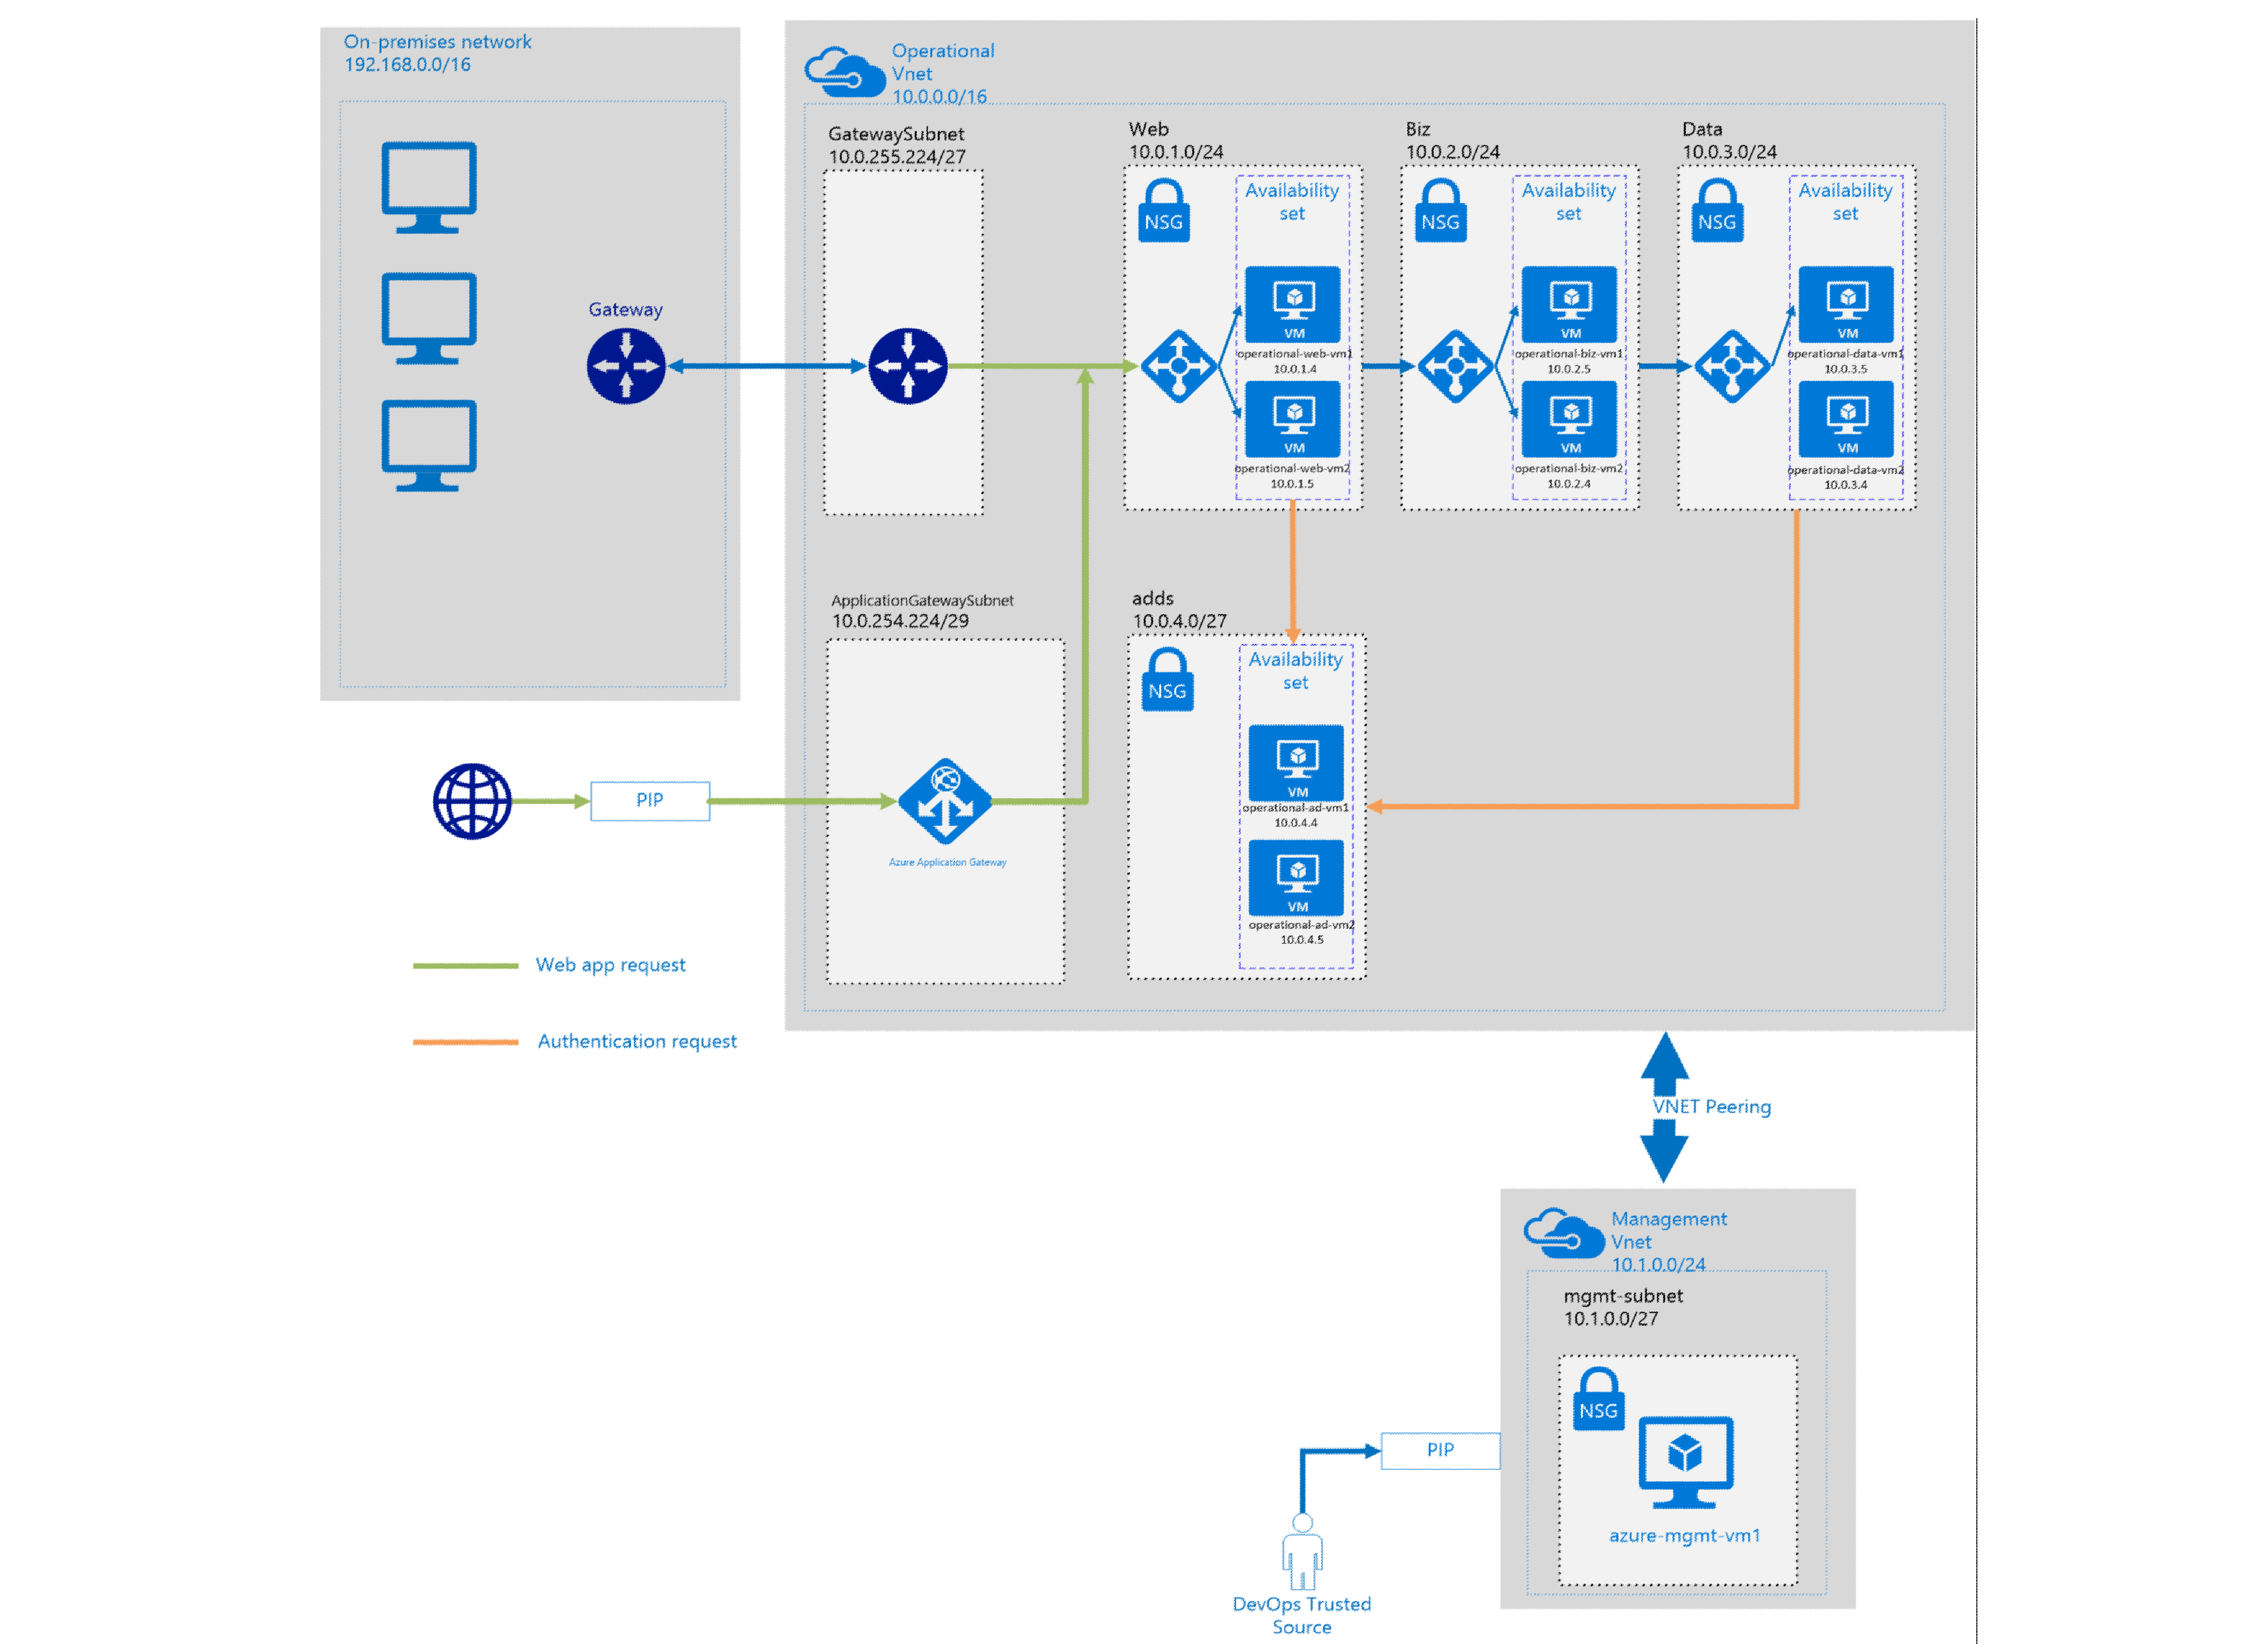 On-premises network
192.168.0.0/16
Gateway
Operational
Vnet
10.0.0.0/16
GatewaySubnet
10.0.255.224/27
Web
10.0.1.0/24
NSG
Availability
set
VM
operational-web-vm1
10.0.1.4
VM
operational-web-vm2
10.0.1.5
Biz
10.0.2.0/24
NSG
Availability
set
VM
operational-biz-vm1
10.0.2.5
VM
operational-biz-vm2
10.0.2.4
Data
10.0.3.0/24
NSG
Availability
set
VM
operational-data-vm1
10.0.3.5
VM
operational-data-vm2
10.0.3.4
ApplicationGatewaySubnet
10.0.254.224/29
Azure Application Gateway
adds
10.0.4.0/27
NSG
Availability
set
VM
operational-ad-vm1
10.0.4.4
VM
operational-ad-vm2
10.0.4.5
PIP
Web app request
Authentication request
VNET Peering
Management
Vnet
10.1.0.0/24
mgmt-subnet
10.1.0.0/27
NSG
azure-mgmt-vm1
PIP
DevOps Trusted
Source